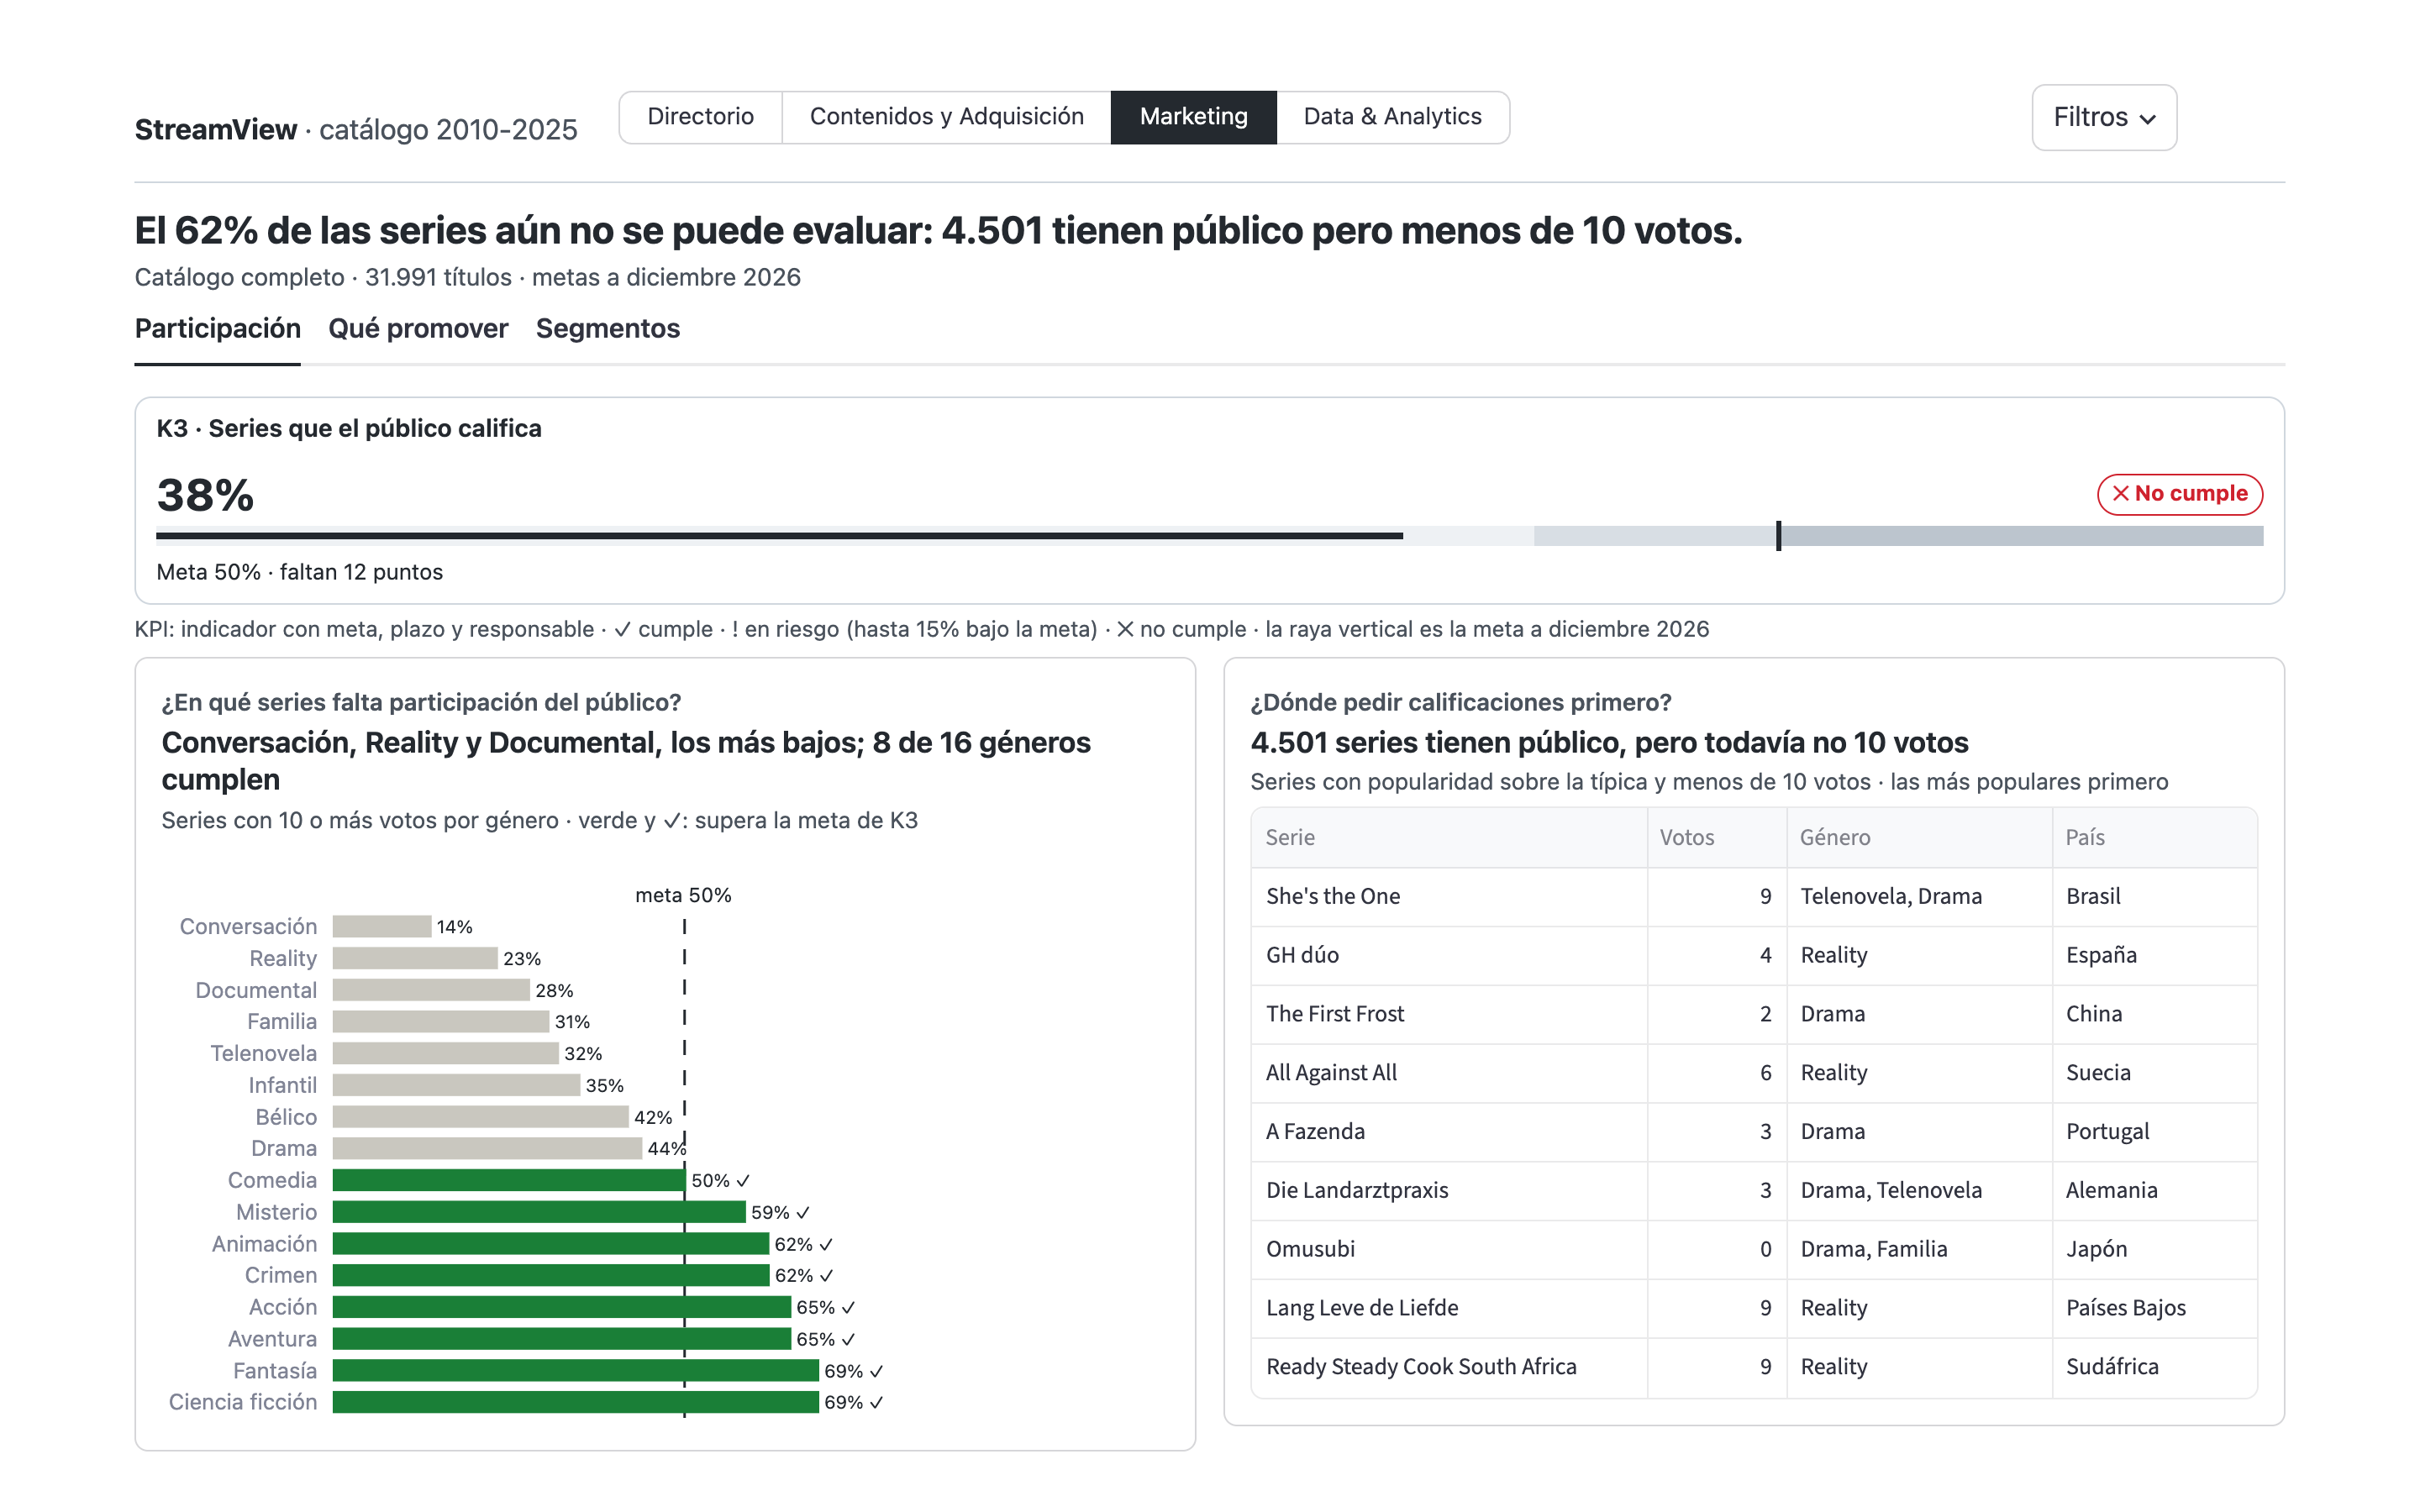 StreamView · catálogo 2010-2025
Directorio
Contenidos y Adquisición
Marketing
Data & Analytics
Filtros
El 62% de las series aún no se puede evaluar: 4.501 tienen público pero menos de 10 votos.
Catálogo completo · 31.991 títulos · metas a diciembre 2026
Participación
Qué promover
Segmentos
K3 · Series que el público califica
38%
✕ No cumple
Meta 50% · faltan 12 puntos
KPI: indicador con meta, plazo y responsable · ✓ cumple · ! en riesgo (hasta 15% bajo la meta) · ✕ no cumple · la raya vertical es la meta a diciembre 2026
¿En qué series falta participación del público?
Conversación, Reality y Documental, los más bajos; 8 de 16 géneros
cumplen
Series con 10 o más votos por género · verde y ✓: supera la meta de K3
meta 50%
Conversación 14%
Reality 23%
Documental 28%
Familia 31%
Telenovela 32%
Infantil 35%
Bélico 42%
Drama 44%
Comedia 50% ✓
Misterio 59% ✓
Animación 62% ✓
Crimen 62% ✓
Acción 65% ✓
Aventura 65% ✓
Fantasía 69% ✓
Ciencia ficción 69% ✓
¿Dónde pedir calificaciones primero?
4.501 series tienen público, pero todavía no 10 votos
Series con popularidad sobre la típica y menos de 10 votos · las más populares primero
Serie Votos Género País
She's the One 9 Telenovela, Drama Brasil
GH dúo 4 Reality España
The First Frost 2 Drama China
All Against All 6 Reality Suecia
A Fazenda 3 Drama Portugal
Die Landarztpraxis 3 Drama, Telenovela Alemania
Omusubi 0 Drama, Familia Japón
Lang Leve de Liefde 9 Reality Países Bajos
Ready Steady Cook South Africa 9 Reality Sudáfrica